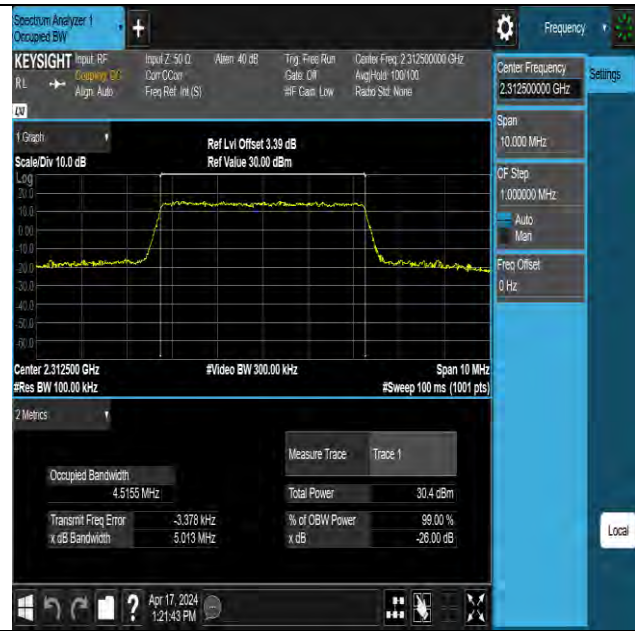 Spectrum Analyzer 1
Occupied BW
+
Frequency
KEYSIGHT Input: RF Input Z: 50 Ω Atten: 40 dB Trig: Free Run Center Freq: 2.312500000 GHz
RL Coupling: DC Corr CCorr Gate: Off Avg|Hold: 100/100
Align: Auto Freq Ref: Int (S) #IF Gain: Low Radio Std: None
LXI
Center Frequency
2.312500000 GHz
Settings
Span
10.000 MHz
CF Step
1.000000 MHz
Auto
Man
Freq Offset
0 Hz
1 Graph
Ref Lvl Offset 3.39 dB
Scale/Div 10.0 dB Ref Value 30.00 dBm
Log
20.0
10.0
0.00
-10.0
-20.0
-30.0
-40.0
-50.0
-60.0
Center 2.312500 GHz #Video BW 300.00 kHz Span 10 MHz
#Res BW 100.00 kHz #Sweep 100 ms (1001 pts)
2 Metrics
Measure Trace Trace 1
Occupied Bandwidth
4.5155 MHz Total Power 30.4 dBm
Transmit Freq Error -3.378 kHz % of OBW Power 99.00 %
x dB Bandwidth 5.013 MHz x dB -26.00 dB
Local
? Apr 17, 2024
1:21:43 PM